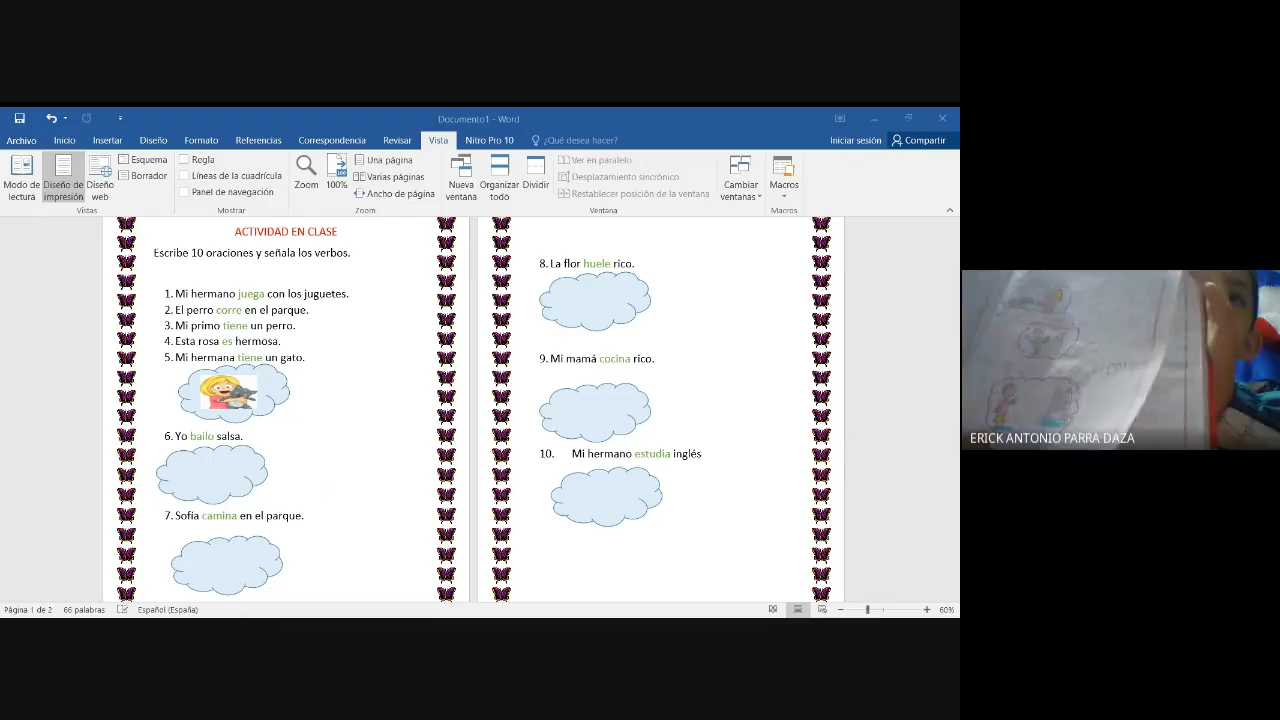 Documento1 - Word
Archivo Inicio Insertar Diseño Formato Referencias Correspondencia Revisar Vista Nitro Pro 10 ¿Qué desea hacer? Iniciar sesión Compartir
Modo de lectura
Diseño de impresión
Diseño web
Esquema
Borrador
Vistas
Regla
Líneas de la cuadrícula
Panel de navegación
Mostrar
Zoom
100%
Una página
Varias páginas
Ancho de página
Zoom
Nueva ventana
Organizar todo
Dividir
Ver en paralelo
Desplazamiento sincrónico
Restablecer posición de la ventana
Ventana
Cambiar ventanas
Macros
Macros
ACTIVIDAD EN CLASE
Escribe 10 oraciones y señala los verbos.
1. Mi hermano juega con los juguetes.
2. El perro corre en el parque.
3. Mi primo tiene un perro.
4. Esta rosa es hermosa.
5. Mi hermana tiene un gato.
6. Yo bailo salsa.
7. Sofía camina en el parque.
8. La flor huele rico.
9. Mi mamá cocina rico.
10. Mi hermano estudia inglés
ERICK ANTONIO PARRA DAZA
Página 1 de 2 66 palabras Español (España) 60%